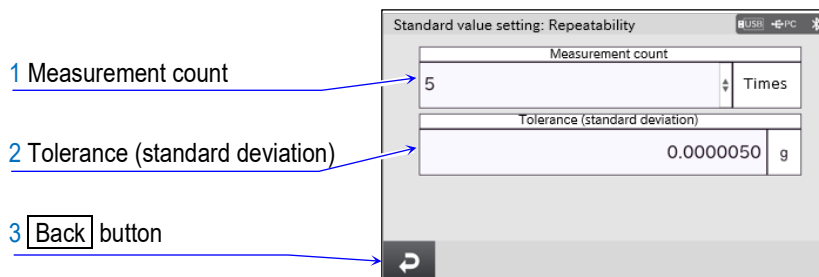 Standard value setting: Repeatability USB PC
Measurement count
1 Measurement count
5 Times
Tolerance (standard deviation)
2 Tolerance (standard deviation)
0.0000050 g
3 Back button